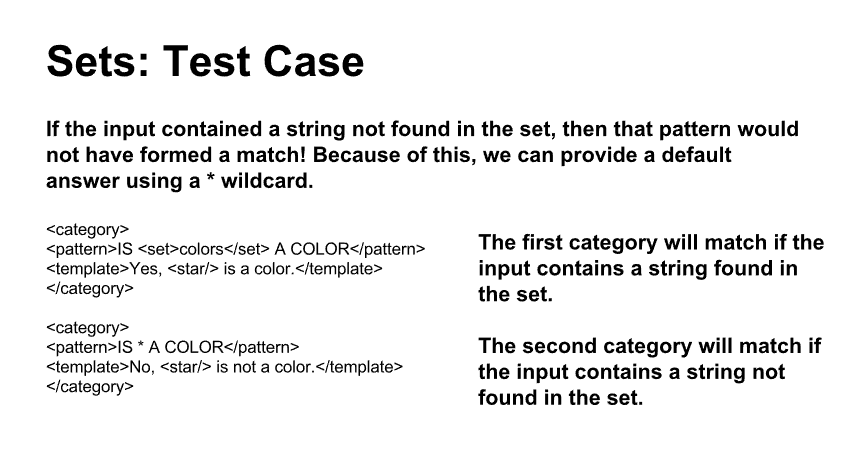 Sets: Test Case
If the input contained a string not found in the set, then that pattern would
not have formed a match! Because of this, we can provide a default
answer using a * wildcard.
<category>
<pattern>IS <set>colors</set> A COLOR</pattern>
<template>Yes, <star/> is a color.</template>
</category>
<category>
<pattern>IS * A COLOR</pattern>
<template>No, <star/> is not a color.</template>
</category>
The first category will match if the
input contains a string found in
the set.
The second category will match if
the input contains a string not
found in the set.